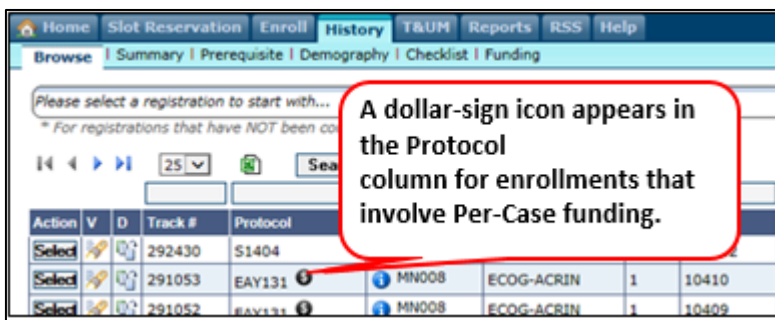 Home Slot Reservation Enroll History T&UM Reports RSS Help
Browse | Summary | Prerequisite | Demography | Checklist | Funding
Please select a registration to start with...
* For registrations that have NOT been
A dollar-sign icon appears in
the Protocol
column for enrollments that
involve Per-Case funding.
25
Action V D Track # Protocol
Select 292430 S1404
Select 291053 EAY131 MN008 ECOG-ACRIN 1 10410
Select 291052 EAY131 MN008 ECOG-ACRIN 1 10409